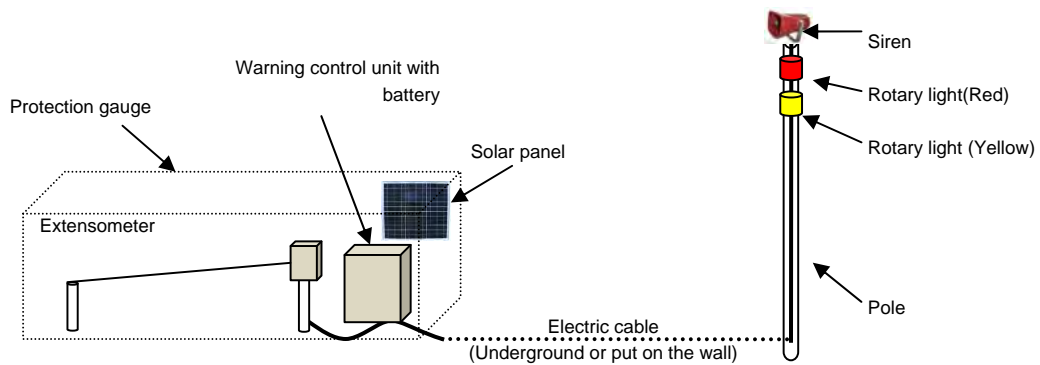 Siren
Warning control unit with
battery
Rotary light(Red)
Protection gauge
Rotary light (Yellow)
Solar panel
Extensometer
Pole
Electric cable
(Underground or put on the wall)